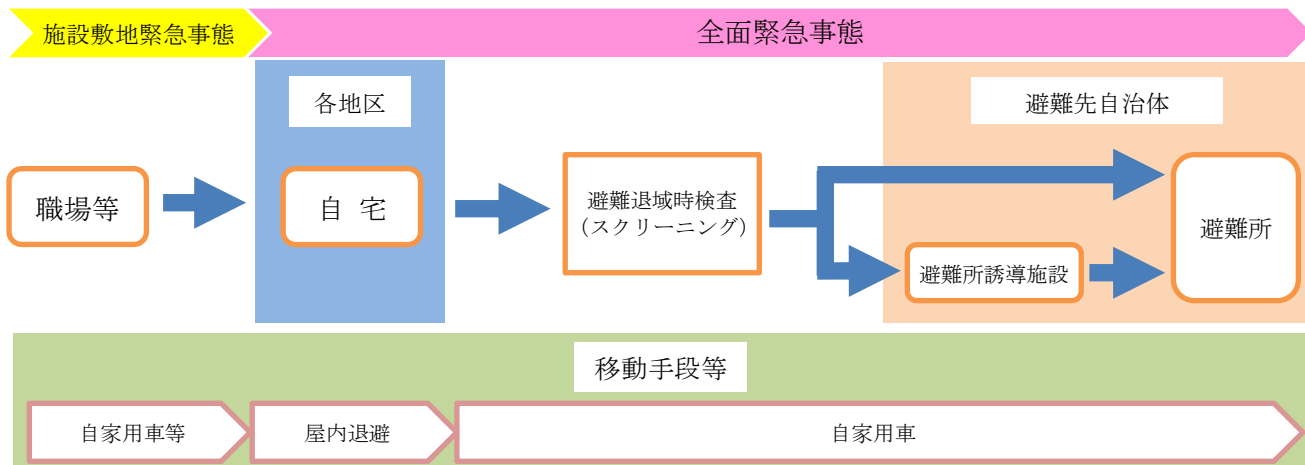 施設敷地緊急事態
全面緊急事態
各地区
避難先自治体
職場等
自 宅
避難退域時検査
（スクリーニング）
避難所誘導施設
避難所
移動手段等
自家用車等
屋内退避
自家用車